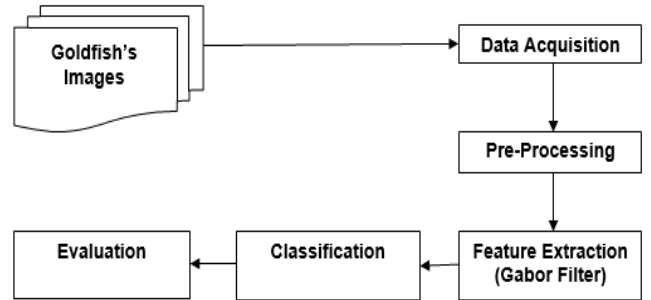 Goldfish's
Images
Data Acquisition
Pre-Processing
Feature Extraction
(Gabor Filter)
Classification
Evaluation